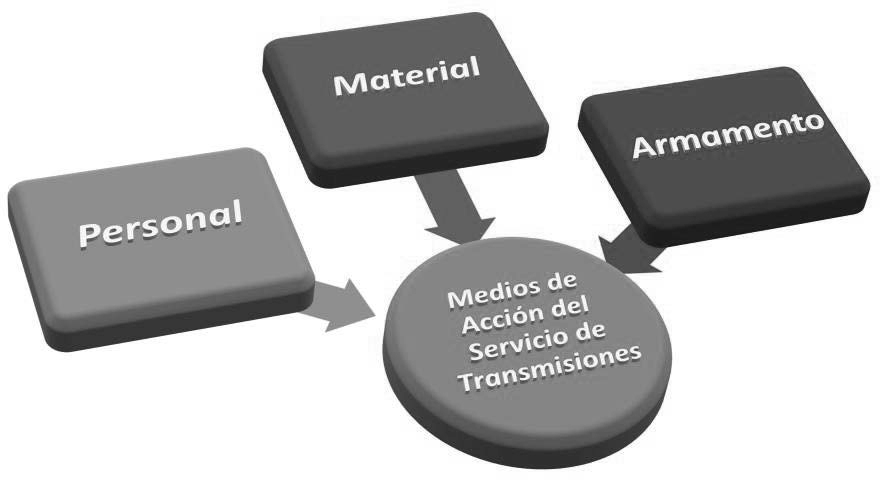 Material
Armamento
Personal
Medios de
Acción del
Servicio de
Transmisiones